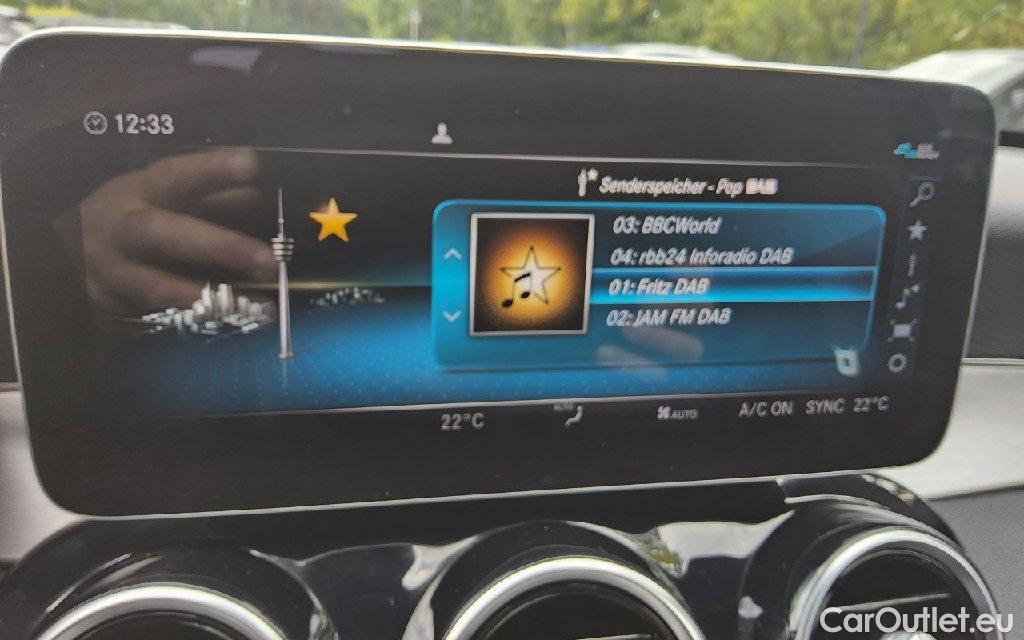 12:33
Senderspeicher - Pop DAB
03: BBCWorld
04: rbb24 Inforadio DAB
01: Fritz DAB
02: JAM FM DAB
22°C
AUTO
AUTO
A/C ON
SYNC
22°C
CarOutlet.eu